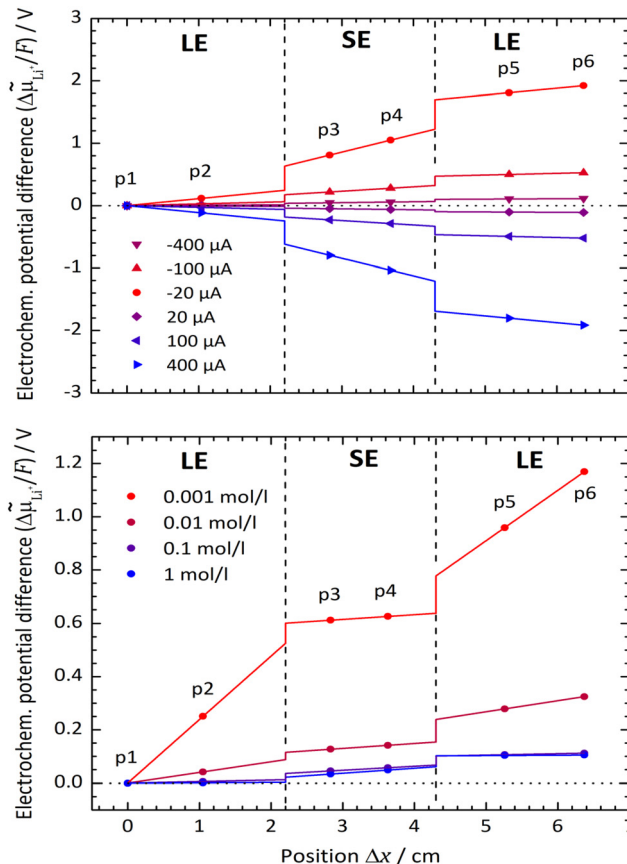 LE SE LE
3
2
1
0
-1
-2
-3
Electrochem. potential difference (Δμ̃Li⁺/F) / V
p1 p2 p3 p4 p5 p6
-400 µA
-100 µA
-20 µA
20 µA
100 µA
400 µA
LE SE LE
1.2
1.0
0.8
0.6
0.4
0.2
0.0
Electrochem. potential difference (Δμ̃Li⁺/F) / V
0.001 mol/l
0.01 mol/l
0.1 mol/l
1 mol/l
p1 p2 p3 p4 p5 p6
0 1 2 3 4 5 6 7
Position Δx / cm